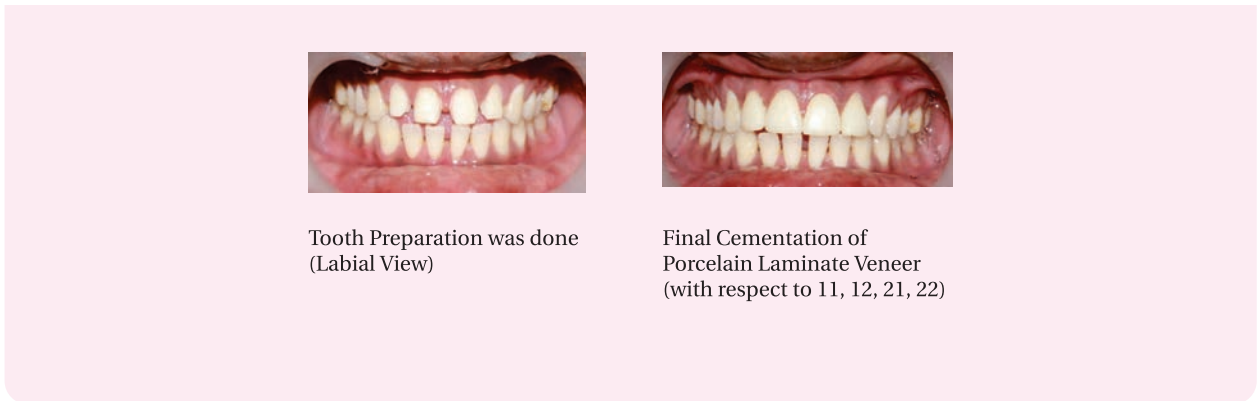 Tooth Preparation was done
(Labial View)
Final Cementation of
Porcelain Laminate Veneer
(with respect to 11, 12, 21, 22)